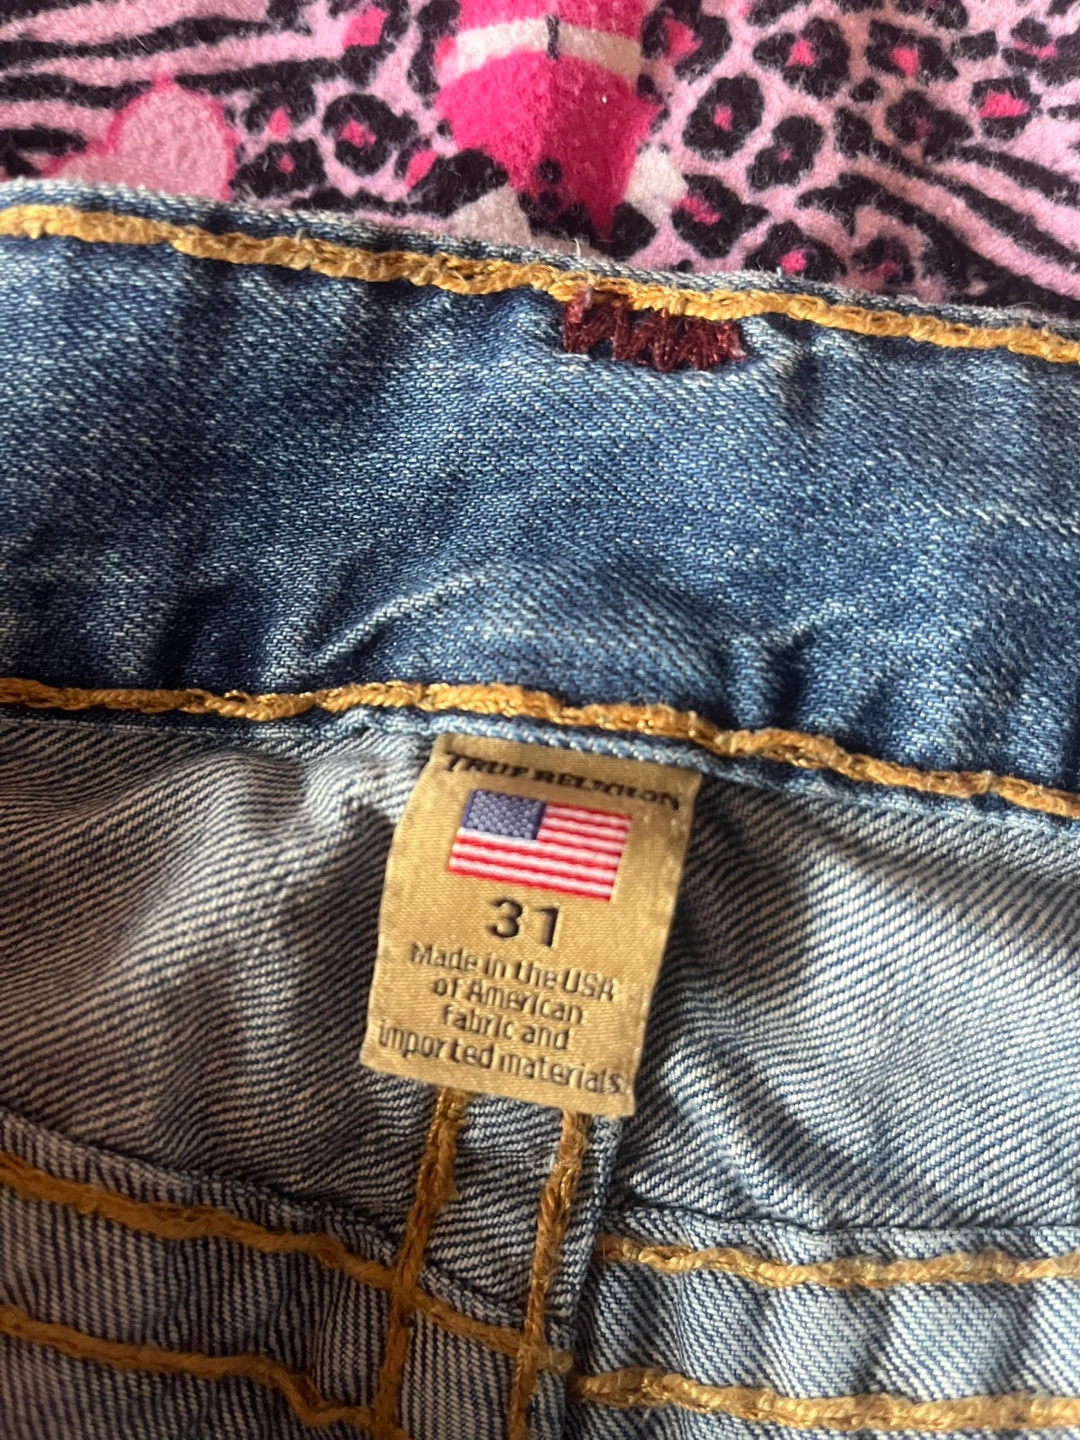 TRUE RELIGION
31
Made in the USA
of American
fabric and
imported materials